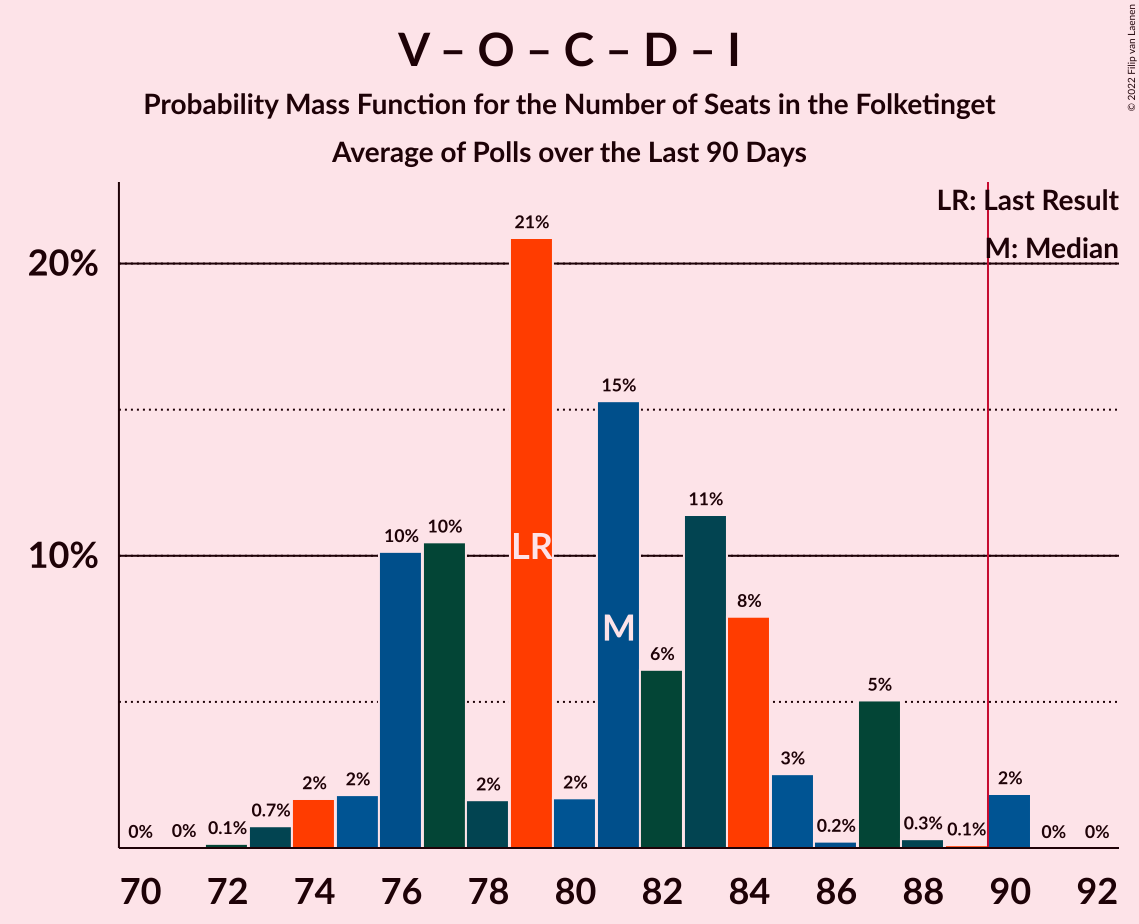 V – O – C – D – I
Probability Mass Function for the Number of Seats in the Folketinget
Average of Polls over the Last 90 Days
© 2022 Filip van Laenen
LR: Last Result
M: Median
20%
10%
0%
0%
0.1%
0.7%
2%
2%
10%
10%
2%
21%
2%
15%
6%
11%
8%
3%
0.2%
5%
0.3%
0.1%
2%
0%
0%
LR
M
70 72 74 76 78 80 82 84 86 88 90 92